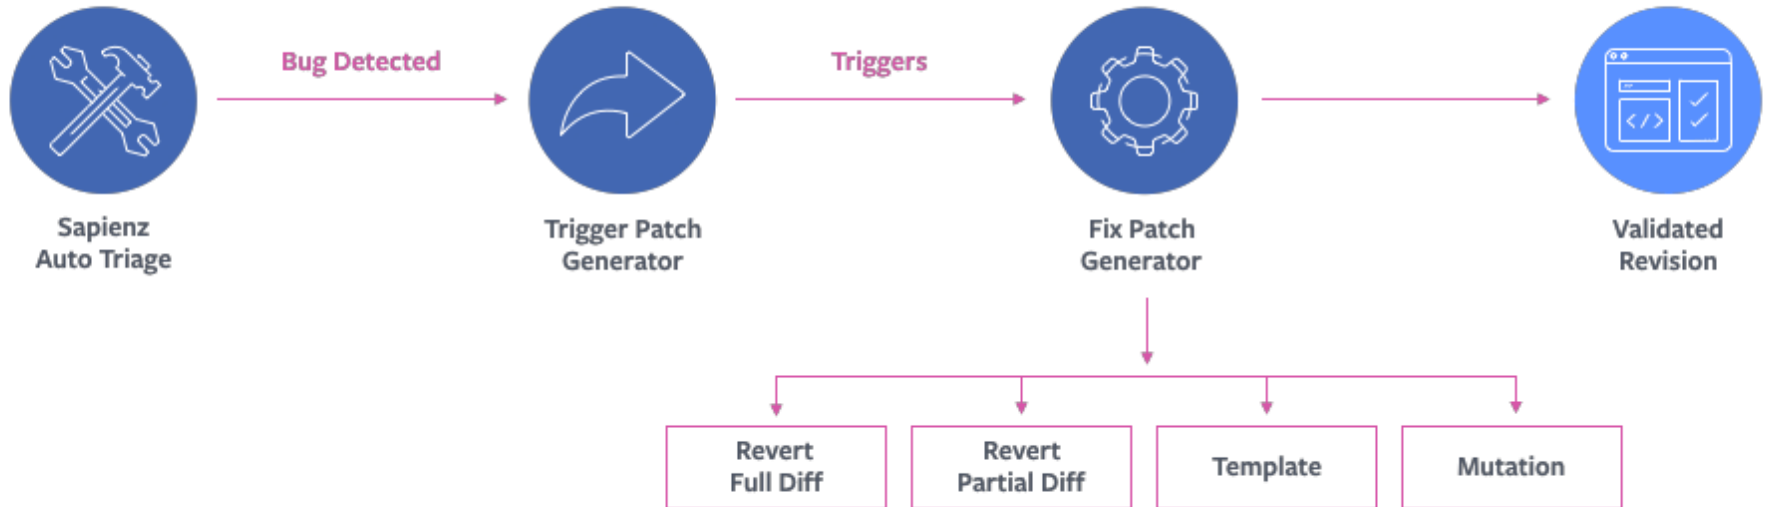 Bug Detected
Triggers
Sapienz
Auto Triage
Trigger Patch
Generator
Fix Patch
Generator
</>
Validated
Revision
Revert
Full Diff
Revert
Partial Diff
Template
Mutation